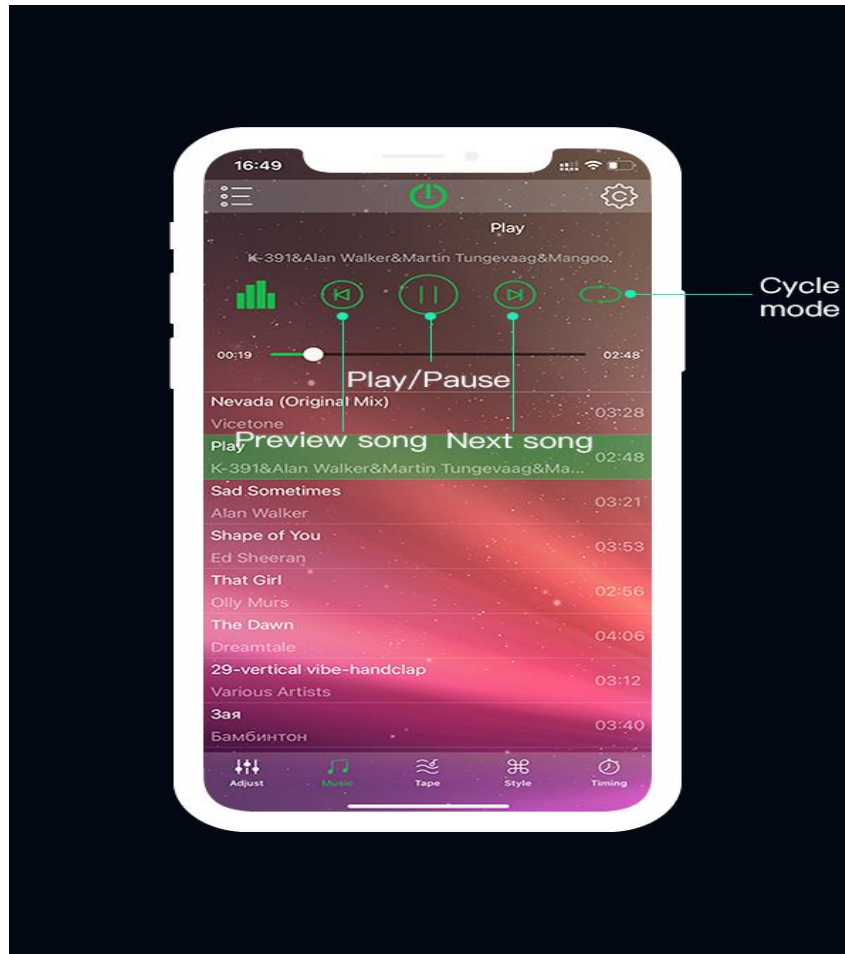 16:49
Play
K-391&Alan Walker&Martin Tungevaag&Mangoo.
Cycle
mode
00:19
02:48
Play/Pause
Nevada (Original Mix)
03:28
Vicetone
Preview song
Next song
Play
02:48
K-391&Alan Walker&Martin Tungevaag&Ma...
Sad Sometimes
03:21
Alan Walker
Shape of You
03:53
Ed Sheeran
That Girl
02:56
Olly Murs
The Dawn
04:06
Dreamtale
29-vertical vibe-handclap
03:12
Various Artists
Зая
03:40
Бамбинтон
Adjust
Music
Tape
Style
Timing